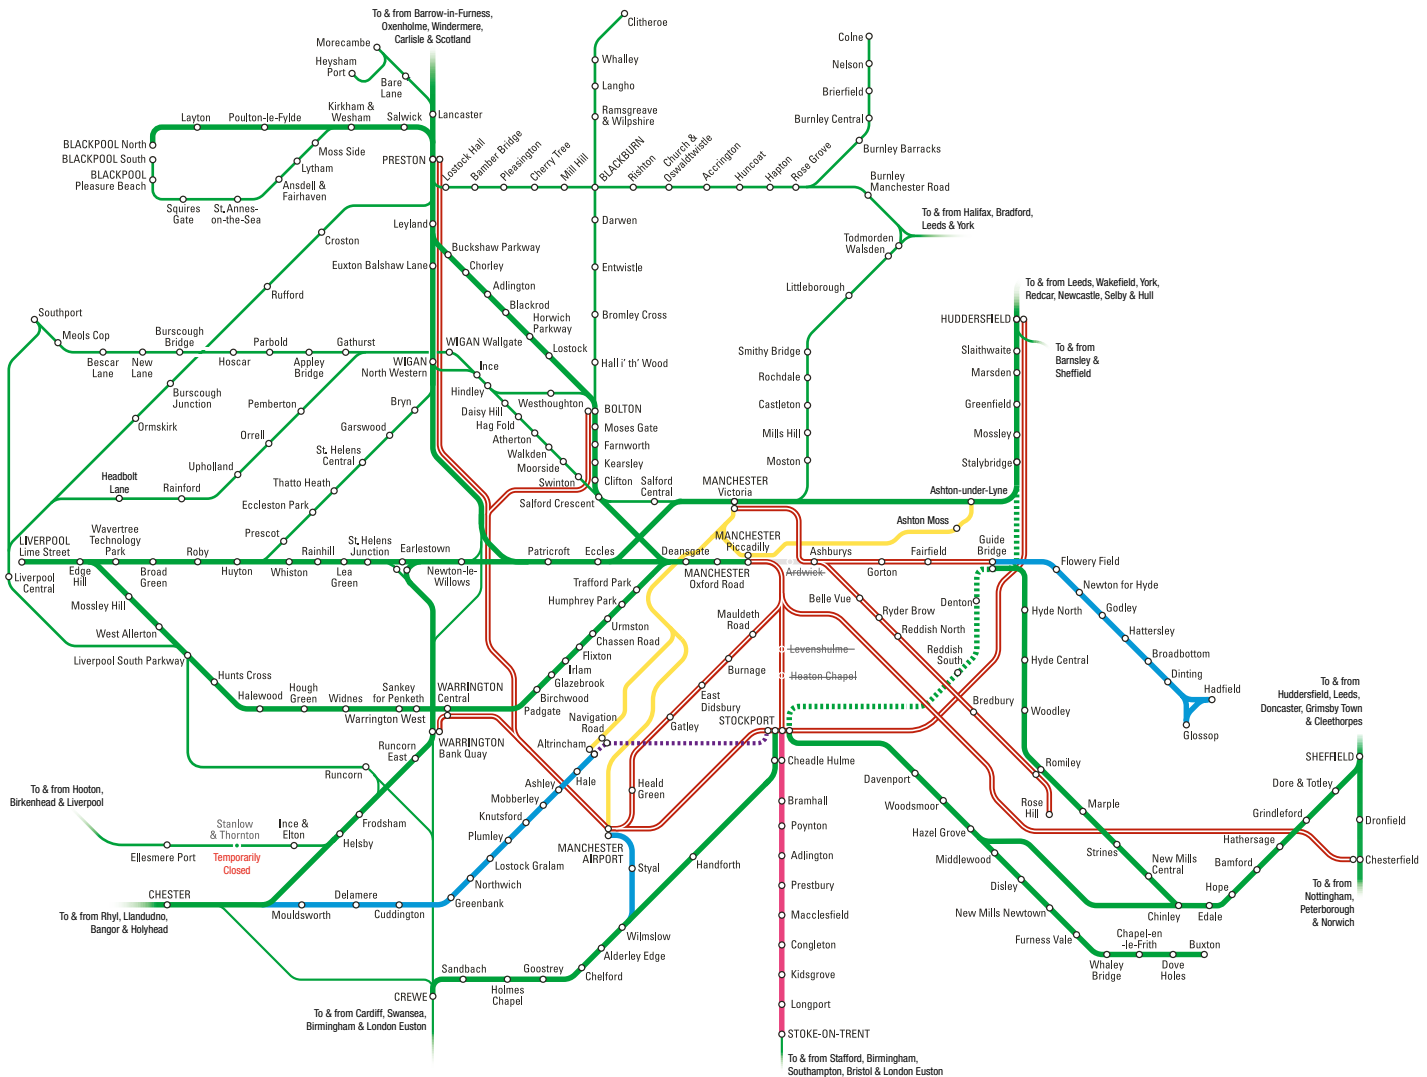 To & from Barrow-in-Furness,
Oxenholme, Windermere,
Carlisle & Scotland
Clitheroe
Morecambe
Colne
Heysham
Port
Whalley
Nelson
Bare
Lane
Langho
Brierfield
Layton
Poulton-le-Fylde
Kirkham &
Wesham
Salwick
Lancaster
Ramsgreave
& Wilpshire
Burnley Central
BLACKPOOL North
BLACKPOOL South
BLACKPOOL
Pleasure Beach
Moss Side
Lytham
Ansdell &
Fairhaven
Squires
Gate
St. Annes-
on-the-Sea
PRESTON
Lostock Hall
Bamber Bridge
Pleasington
Cherry Tree
Mill Hill
BLACKBURN
Rishton
Church &
Oswaldtwistle
Accrington
Huncoat
Hapton
Rose Grove
Burnley Barracks
Burnley
Manchester Road
To & from Halifax, Bradford,
Leeds & York
Leyland
Darwen
Croston
Buckshaw Parkway
Todmorden
Walsden
Euxton Balshaw Lane
Chorley
Entwistle
Rufford
Adlington
Littleborough
To & from Leeds, Wakefield, York,
Redcar, Newcastle, Selby & Hull
Southport
Blackrod
Horwich
Parkway
Bromley Cross
HUDDERSFIELD
Meols Cop
Burscough
Bridge
Parbold
Gathurst
WIGAN Wallgate
Lostock
Smithy Bridge
Slaithwaite
To & from
Barnsley &
Sheffield
Bescar
Lane
New
Lane
Hoscar
Appley
Bridge
WIGAN
North Western
Ince
Hall i' th' Wood
Rochdale
Marsden
Burscough
Junction
Pemberton
Bryn
Hindley
Westhoughton
BOLTON
Castleton
Greenfield
Ormskirk
Orrell
Garswood
Daisy Hill
Hag Fold
Moses Gate
Mills Hill
Mossley
St. Helens
Central
Atherton
Walkden
Farnworth
Kearsley
Moston
Stalybridge
Upholland
Thatto Heath
Moorside
Swinton
Clifton
Headbolt
Lane
Rainford
Eccleston Park
Salford Crescent
Salford
Central
MANCHESTER
Victoria
Ashton-under-Lyne
Prescot
Ashton Moss
LIVERPOOL
Lime Street
Wavertree
Technology
Park
Roby
Rainhill
St. Helens
Junction
Earlestown
Patricroft
Eccles
Deansgate
MANCHESTER
Piccadilly
Ashburys
Fairfield
Guide
Bridge
Liverpool
Central
Edge
Hill
Broad
Green
Huyton
Whiston
Lea
Green
Newton-le-
Willows
MANCHESTER
Oxford Road
Ardwick
Gorton
Flowery Field
Mossley Hill
Trafford Park
Belle Vue
Denton
Newton for Hyde
West Allerton
Humphrey Park
Mauldeth
Road
Ryder Brow
Hyde North
Godley
Liverpool South Parkway
Urmston
Reddish North
Hattersley
Chassen Road
Levenshulme
Reddish
South
Hyde Central
Broadbottom
Hunts Cross
Flixton
Burnage
Heaton Chapel
Dinting
Irlam
Glazebrook
East
Didsbury
Bredbury
Hadfield
Halewood
Hough
Green
Widnes
Sankey
for Penketh
WARRINGTON
Central
Birchwood
Padgate
Woodley
Glossop
Warrington West
Navigation
Road
Gatley
STOCKPORT
To & from
Huddersfield, Leeds,
Doncaster, Grimsby Town
& Cleethorpes
Runcorn
East
WARRINGTON
Bank Quay
Altrincham
Runcorn
Hale
Ashley
Heald
Green
Cheadle Hulme
Davenport
Romiley
SHEFFIELD
To & from Hooton,
Birkenhead & Liverpool
Mobberley
Bramhall
Woodsmoor
Rose
Hill
Marple
Dore & Totley
Stanlow
& Thornton
Ince &
Elton
Frodsham
Knutsford
Poynton
Hazel Grove
Grindleford
Dronfield
Ellesmere Port
Temporarily
Closed
Helsby
Plumley
MANCHESTER
AIRPORT
Adlington
Middlewood
Strines
Hathersage
Chesterfield
Lostock Gralam
Styal
Handforth
Prestbury
Disley
New Mills
Central
Bamford
CHESTER
Delamere
Northwich
Macclesfield
New Mills Newtown
Hope
To & from
Nottingham,
Peterborough
& Norwich
To & from Rhyl, Llandudno,
Bangor & Holyhead
Mouldsworth
Cuddington
Greenbank
Wilmslow
Congleton
Furness Vale
Chinley
Edale
Alderley Edge
Chapel-en
-le-Frith
Buxton
Sandbach
Goostrey
Chelford
Kidsgrove
Whaley
Bridge
Dove
Holes
CREWE
Holmes
Chapel
Longport
To & from Cardiff, Swansea,
Birmingham & London Euston
STOKE-ON-TRENT
To & from Stafford, Birmingham,
Southampton, Bristol & London Euston